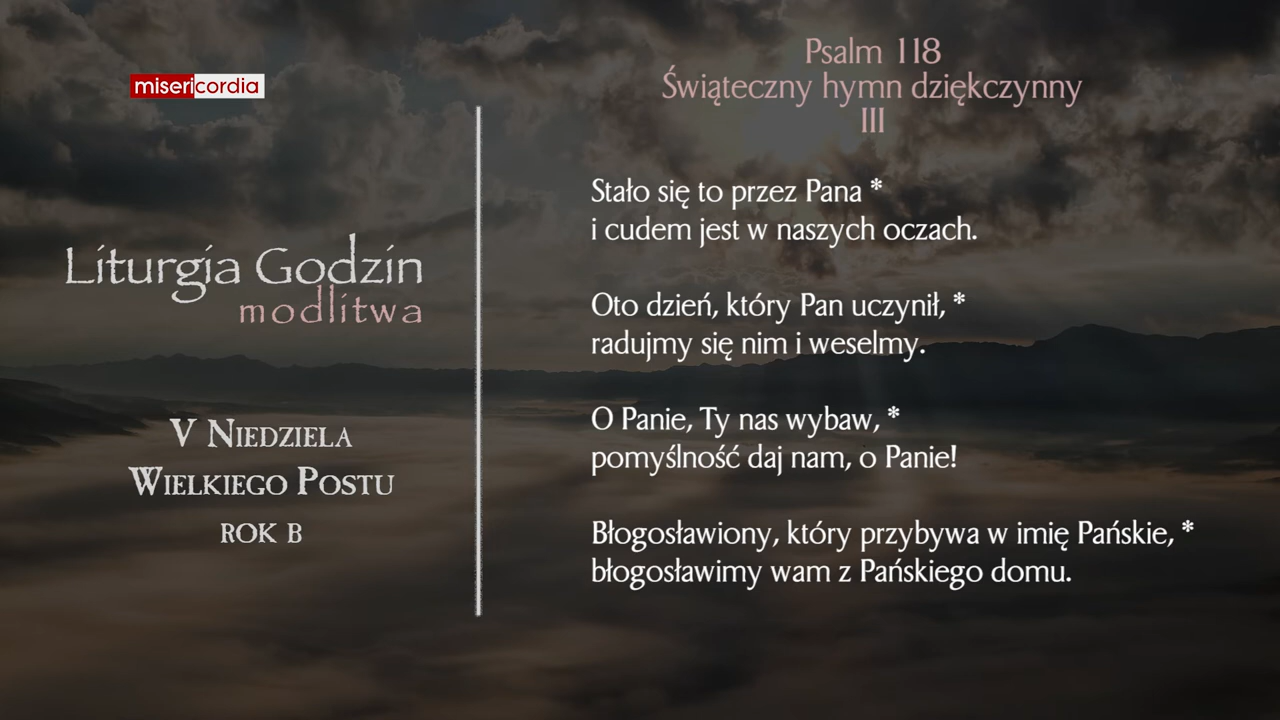 misericordia
Liturgia Godzin
modlitwa
V Niedziela
Wielkiego Postu
rok B
Psalm 118
Świąteczny hymn dziękczynny
III
Stało się to przez Pana *
i cudem jest w naszych oczach.
Oto dzień, który Pan uczynił, *
radujmy się nim i weselmy.
O Panie, Ty nas wybaw, *
pomyślność daj nam, o Panie!
Błogosławiony, który przybywa w imię Pańskie, *
błogosławimy wam z Pańskiego domu.